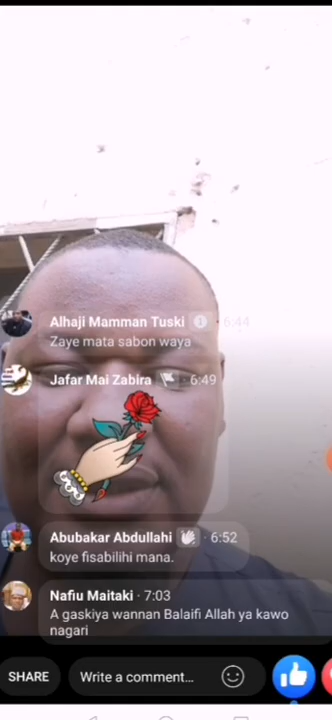 Alhaji Mamman Tuski · 6:44
Zaye mata sabon waya
Jafar Mai Zabira · 6:49
Abubakar Abdullahi · 6:52
koye fisabilihi mana.
Nafiu Maitaki · 7:03
A gaskiya wannan Balaifi Allah ya kawo
nagari
SHARE
Write a comment...